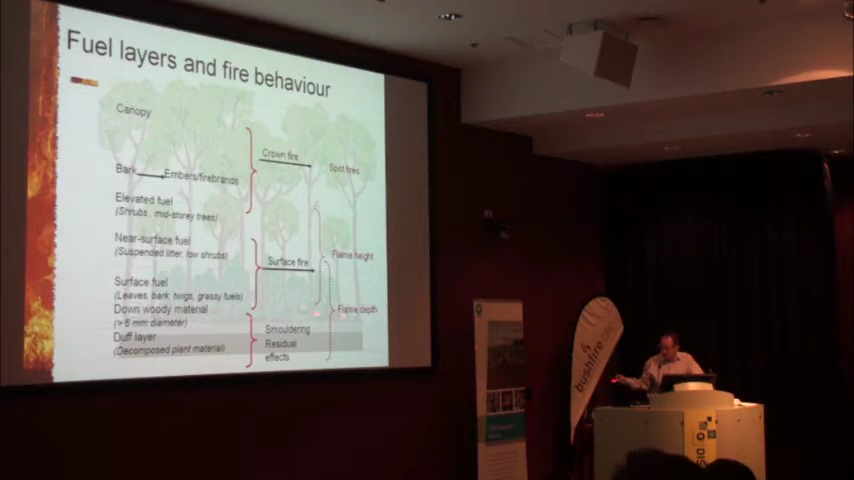 Fuel layers and fire behaviour
Canopy
Crown fire
Bark
Embers/firebrands
Spot fires
Elevated fuel
(Shrubs, mid-storey trees)
Near-surface fuel
(Suspended litter, low shrubs)
Flame height
Surface fire
Surface fuel
(Leaves, bark, twigs, grassy fuels)
Down woody material
(> 6 mm diameter)
Flame depth
Duff layer
(Decomposed plant material)
Smouldering
Residual
effects
bushfire CRC